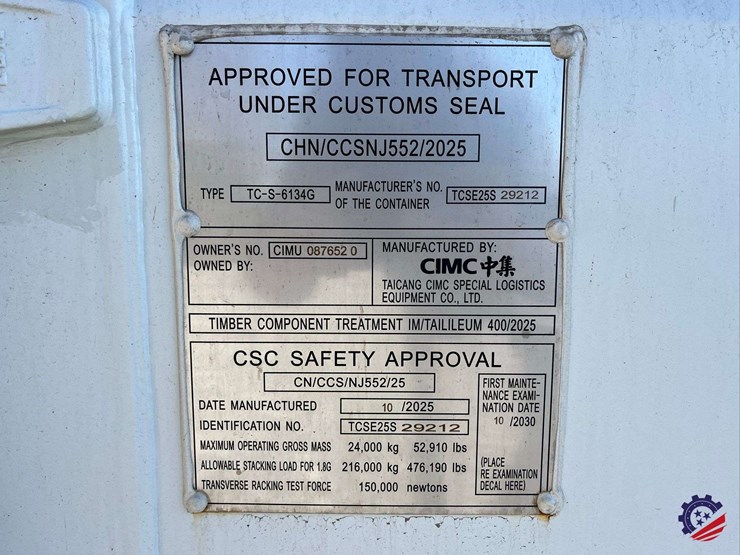 APPROVED FOR TRANSPORT
UNDER CUSTOMS SEAL
CHN/CCSNJ552/2025
TYPE TC-S-6134G MANUFACTURER'S NO. OF THE CONTAINER TCSE25S 29212
OWNER'S NO. CIMU 087652 0
OWNED BY:
MANUFACTURED BY:
CIMC中集
TAICANG CIMC SPECIAL LOGISTICS
EQUIPMENT CO., LTD.
TIMBER COMPONENT TREATMENT IM/TAILILEUM 400/2025
CSC SAFETY APPROVAL
CN/CCS/NJ552/25
DATE MANUFACTURED 10 /2025
IDENTIFICATION NO. TCSE25S 29212
MAXIMUM OPERATING GROSS MASS 24,000 kg 52,910 lbs
ALLOWABLE STACKING LOAD FOR 1.8G 216,000 kg 476,190 lbs
TRANSVERSE RACKING TEST FORCE 150,000 newtons
FIRST MAINTE-
NANCE EXAMI-
NATION DATE
10 /2030
(PLACE
RE EXAMINATION
DECAL HERE)